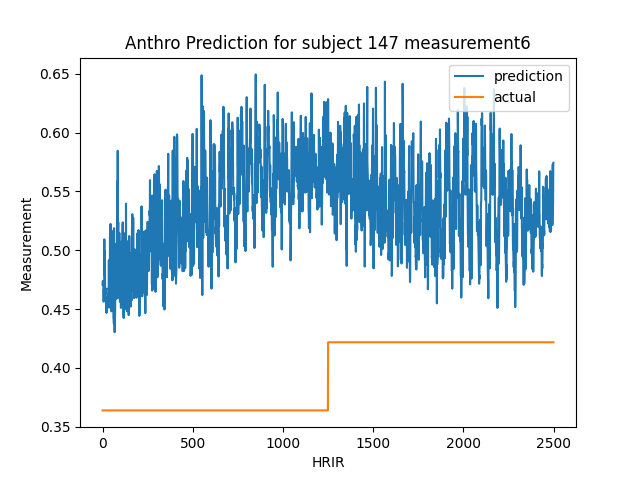 Anthro Prediction for subject 147 measurement6
prediction
actual
Measurement
0.65
0.60
0.55
0.50
0.45
0.40
0.35
0 500 1000 1500 2000 2500
HRIR